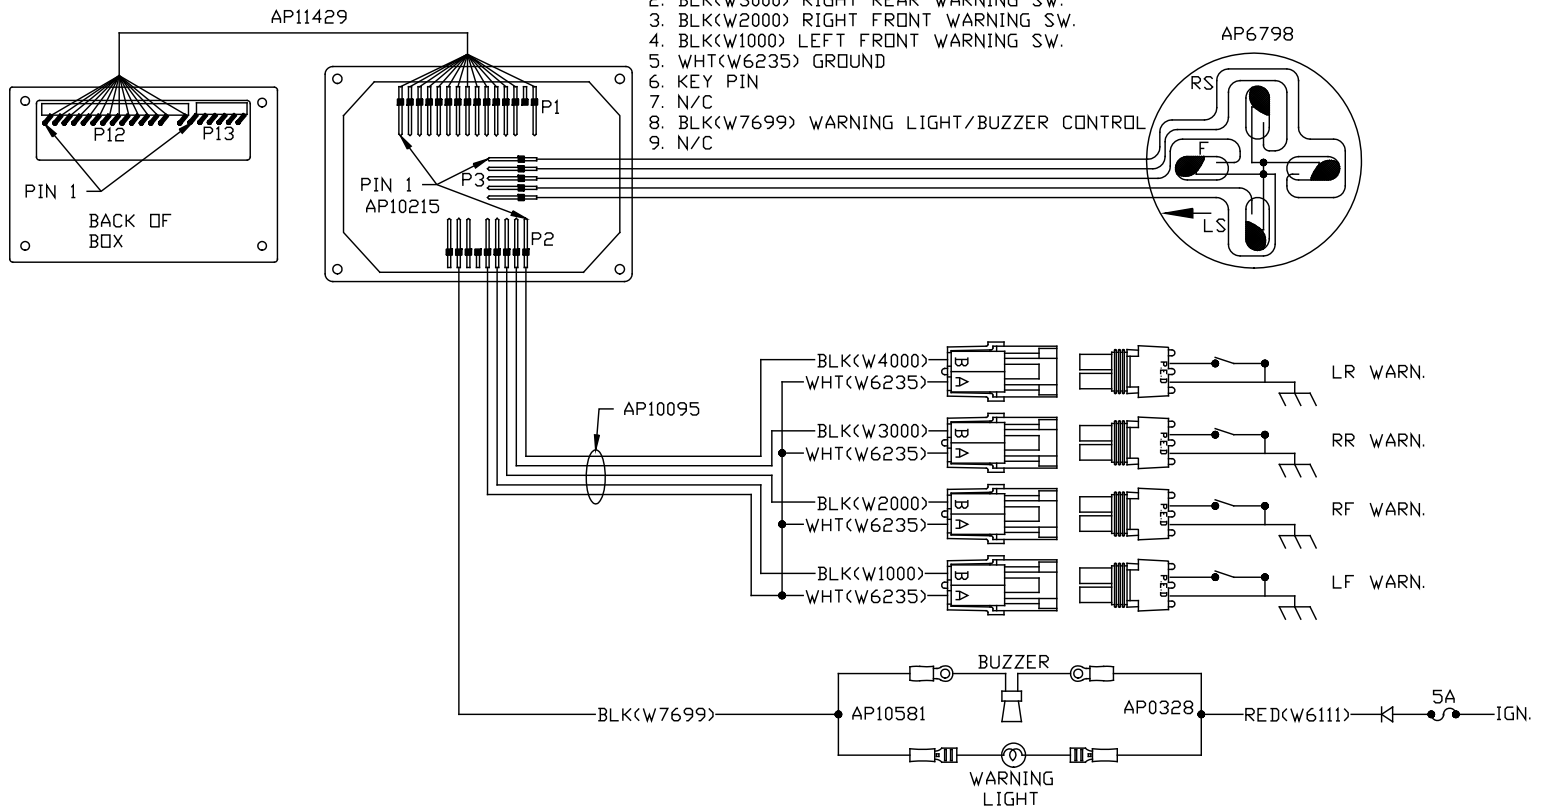 AP11429
2. BLK(W3000) RIGHT REAR WARNING SW.
3. BLK(W2000) RIGHT FRONT WARNING SW.
4. BLK(W1000) LEFT FRONT WARNING SW.
5. WHT(W6235) GROUND
6. KEY PIN
7. N/C
8. BLK(W7699) WARNING LIGHT/BUZZER CONTROL
9. N/C
AP6798
RS
F
LS
P12
P13
PIN 1
BACK OF
BOX
P1
P3
PIN 1
AP10215
P2
AP10095
BLK(W4000)
WHT(W6235)
B
A
PED
LR WARN.
BLK(W3000)
WHT(W6235)
B
A
PED
RR WARN.
BLK(W2000)
WHT(W6235)
B
A
PED
RF WARN.
BLK(W1000)
WHT(W6235)
B
A
PED
LF WARN.
BUZZER
BLK(W7699)
AP10581
AP0328
RED(W6111)
5A
IGN.
WARNING
LIGHT